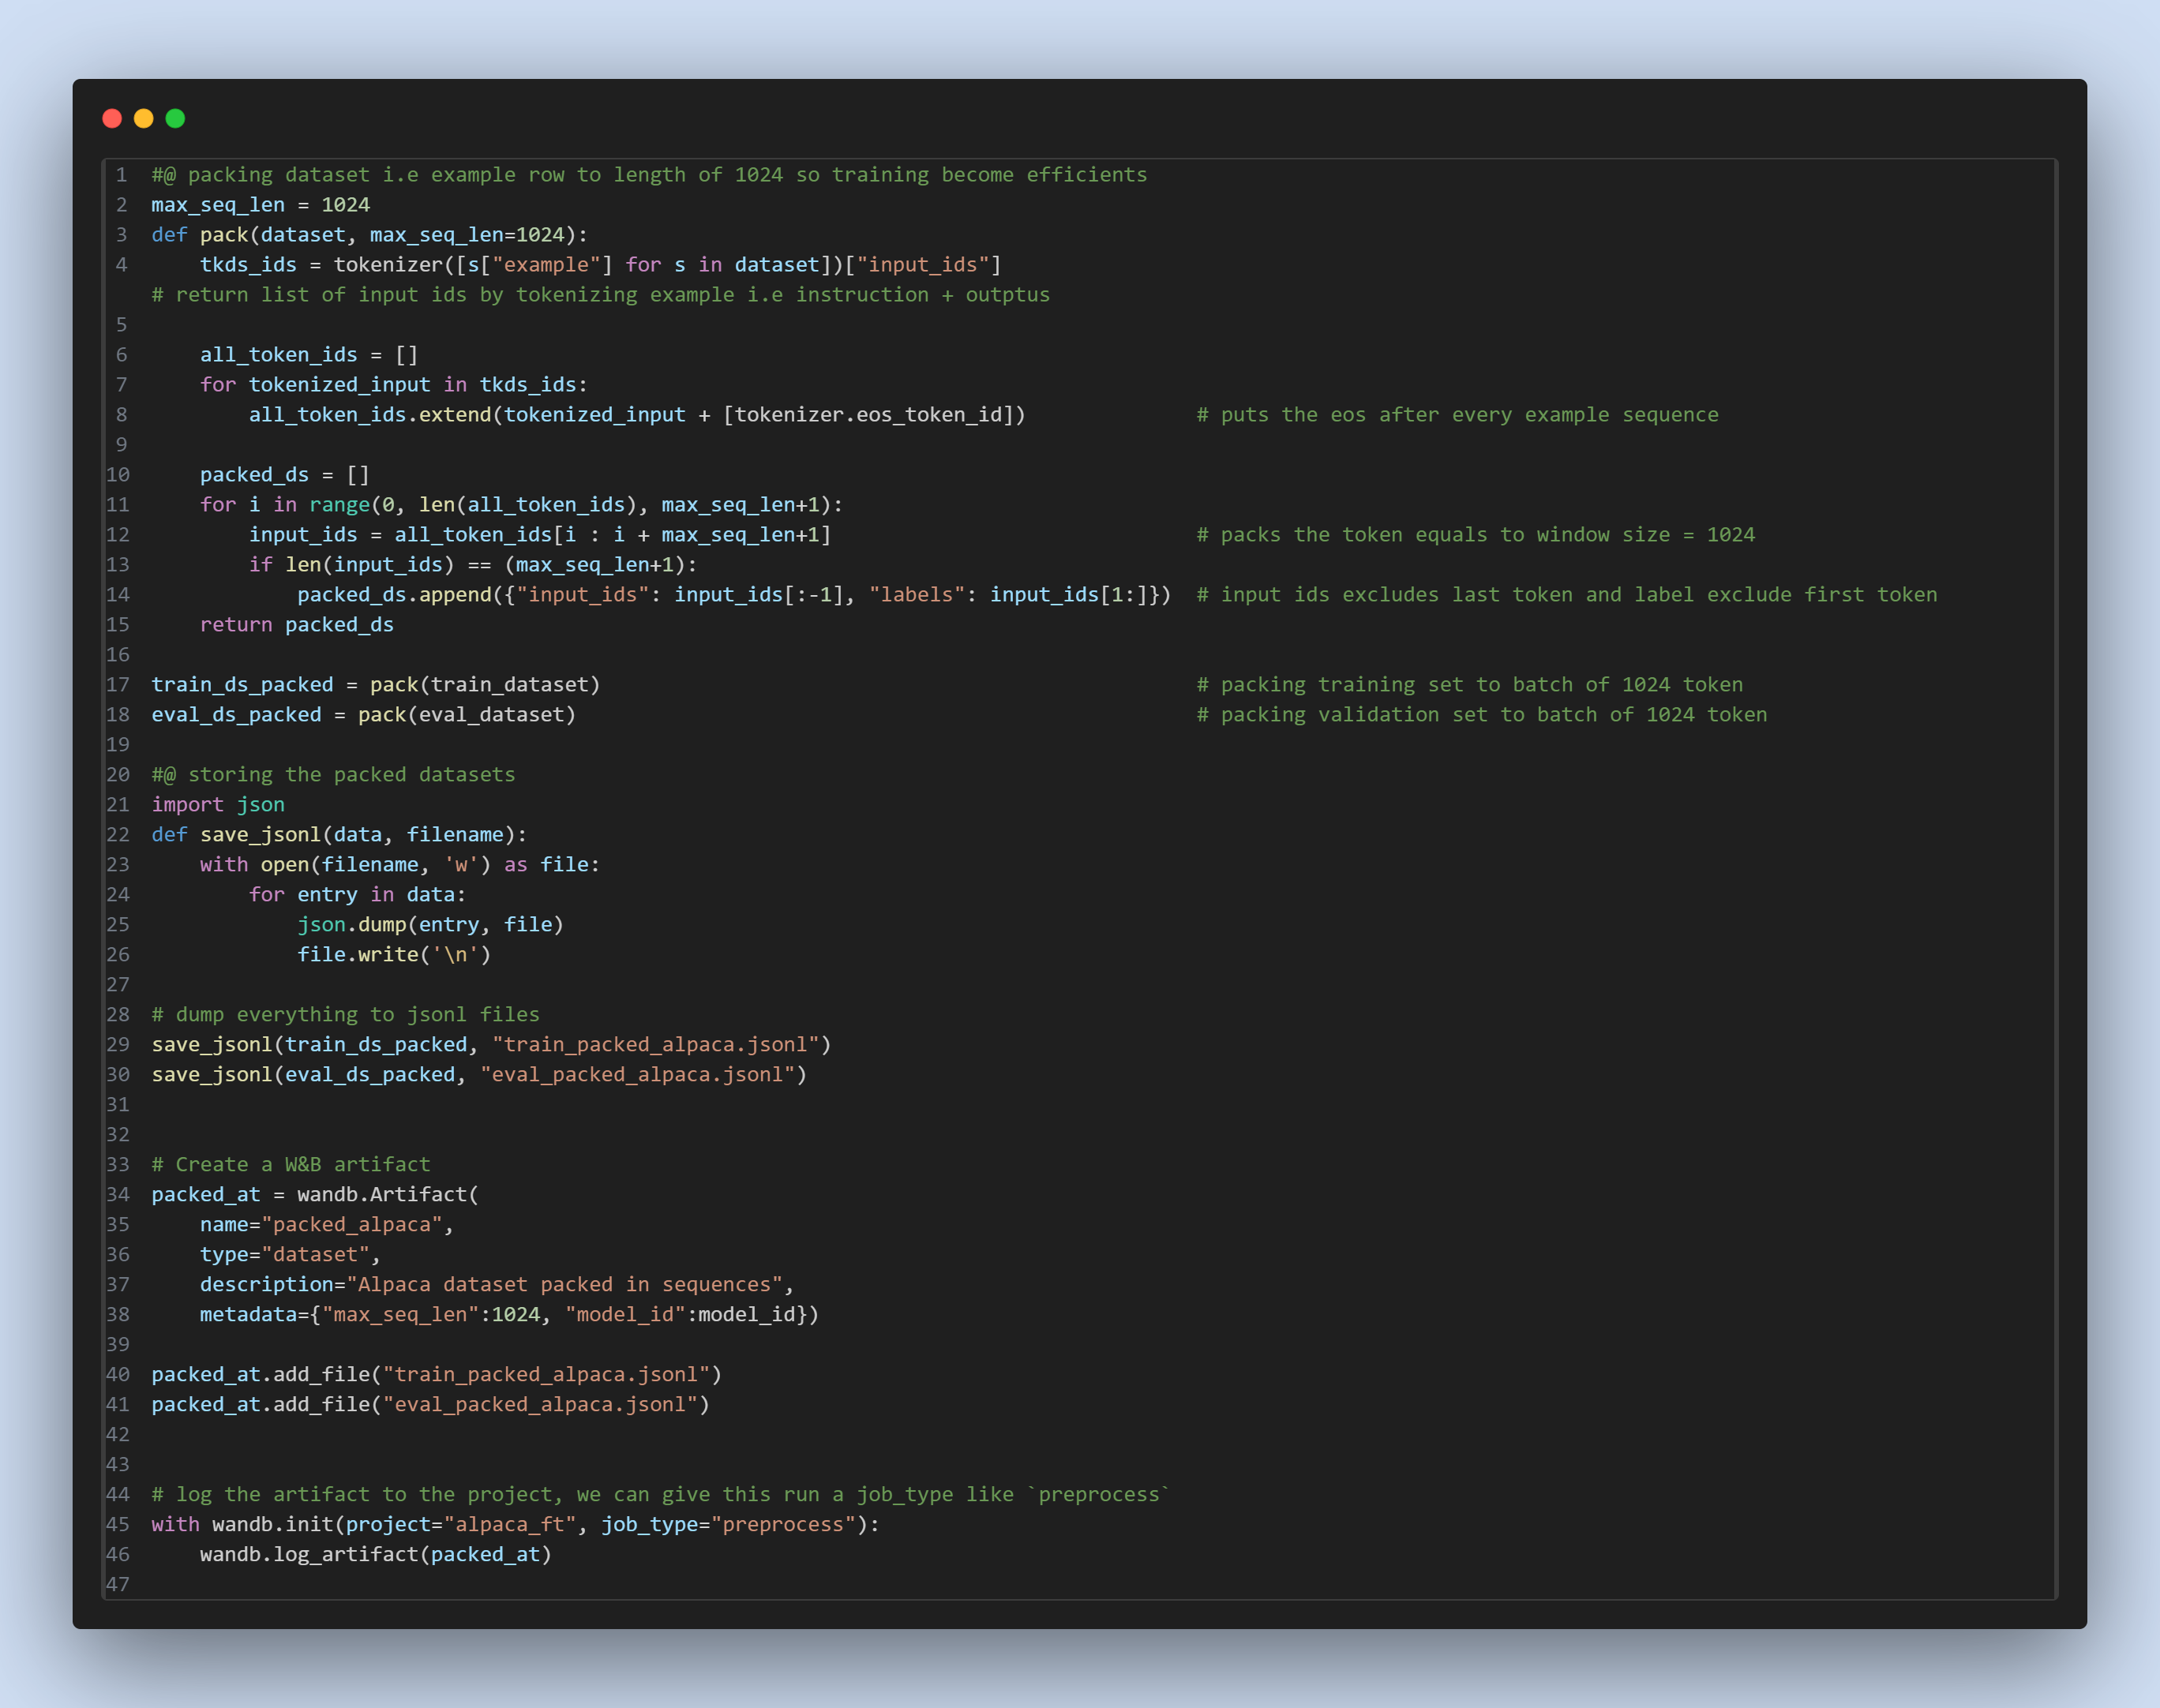 1 #@ packing dataset i.e example row to length of 1024 so training become efficients
2 max_seq_len = 1024
3 def pack(dataset, max_seq_len=1024):
4     tkds_ids = tokenizer([s["example"] for s in dataset])["input_ids"]
# return list of input ids by tokenizing example i.e instruction + outptus
5
6     all_token_ids = []
7     for tokenized_input in tkds_ids:
8         all_token_ids.extend(tokenized_input + [tokenizer.eos_token_id])              # puts the eos after every example sequence
9
10     packed_ds = []
11     for i in range(0, len(all_token_ids), max_seq_len+1):
12         input_ids = all_token_ids[i : i + max_seq_len+1]                              # packs the token equals to window size = 1024
13         if len(input_ids) == (max_seq_len+1):
14             packed_ds.append({"input_ids": input_ids[:-1], "labels": input_ids[1:]})  # input ids excludes last token and label exclude first token
15     return packed_ds
16
17 train_ds_packed = pack(train_dataset)                                                 # packing training set to batch of 1024 token
18 eval_ds_packed = pack(eval_dataset)                                                   # packing validation set to batch of 1024 token
19
20 #@ storing the packed datasets
21 import json
22 def save_jsonl(data, filename):
23     with open(filename, 'w') as file:
24         for entry in data:
25             json.dump(entry, file)
26             file.write('\n')
27
28 # dump everything to jsonl files
29 save_jsonl(train_ds_packed, "train_packed_alpaca.jsonl")
30 save_jsonl(eval_ds_packed, "eval_packed_alpaca.jsonl")
31
32
33 # Create a W&B artifact
34 packed_at = wandb.Artifact(
35     name="packed_alpaca",
36     type="dataset",
37     description="Alpaca dataset packed in sequences",
38     metadata={"max_seq_len":1024, "model_id":model_id})
39
40 packed_at.add_file("train_packed_alpaca.jsonl")
41 packed_at.add_file("eval_packed_alpaca.jsonl")
42
43
44 # log the artifact to the project, we can give this run a job_type like `preprocess`
45 with wandb.init(project="alpaca_ft", job_type="preprocess"):
46     wandb.log_artifact(packed_at)
47